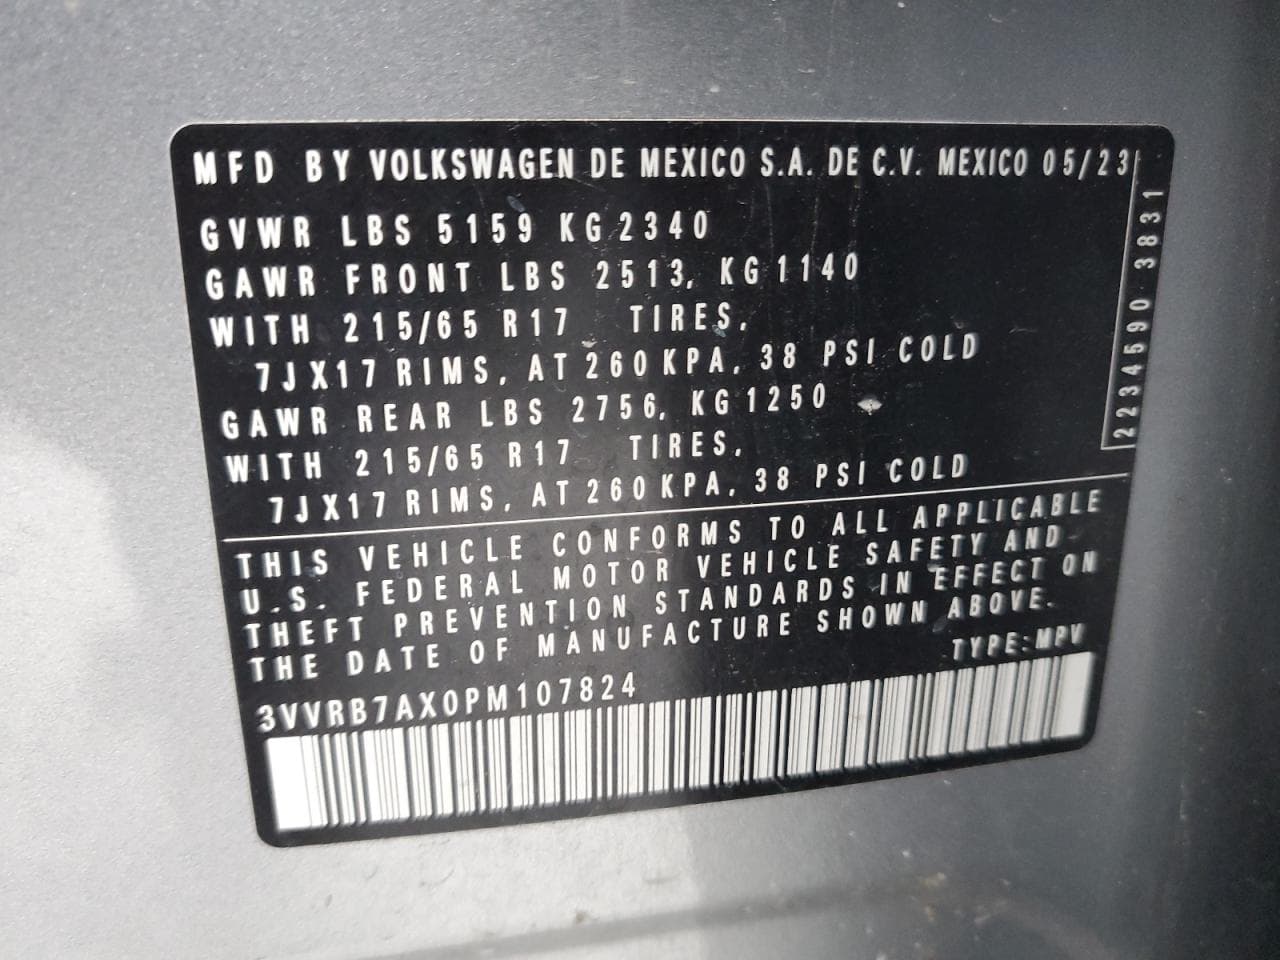 MFD BY VOLKSWAGEN DE MEXICO S.A. DE C.V. MEXICO 05/23
GVWR LBS 5159 KG 2340
GAWR FRONT LBS 2513, KG 1140
WITH 215/65 R17 TIRES,
7JX17 RIMS, AT 260 KPA, 38 PSI COLD
GAWR REAR LBS 2756, KG 1250
WITH 215/65 R17 TIRES,
7JX17 RIMS, AT 260 KPA, 38 PSI COLD
2234590 3831
THIS VEHICLE CONFORMS TO ALL APPLICABLE
U.S. FEDERAL MOTOR VEHICLE SAFETY AND
THEFT PREVENTION STANDARDS IN EFFECT ON
THE DATE OF MANUFACTURE SHOWN ABOVE.
TYPE: MPV
3VVRB7AX0PM107824